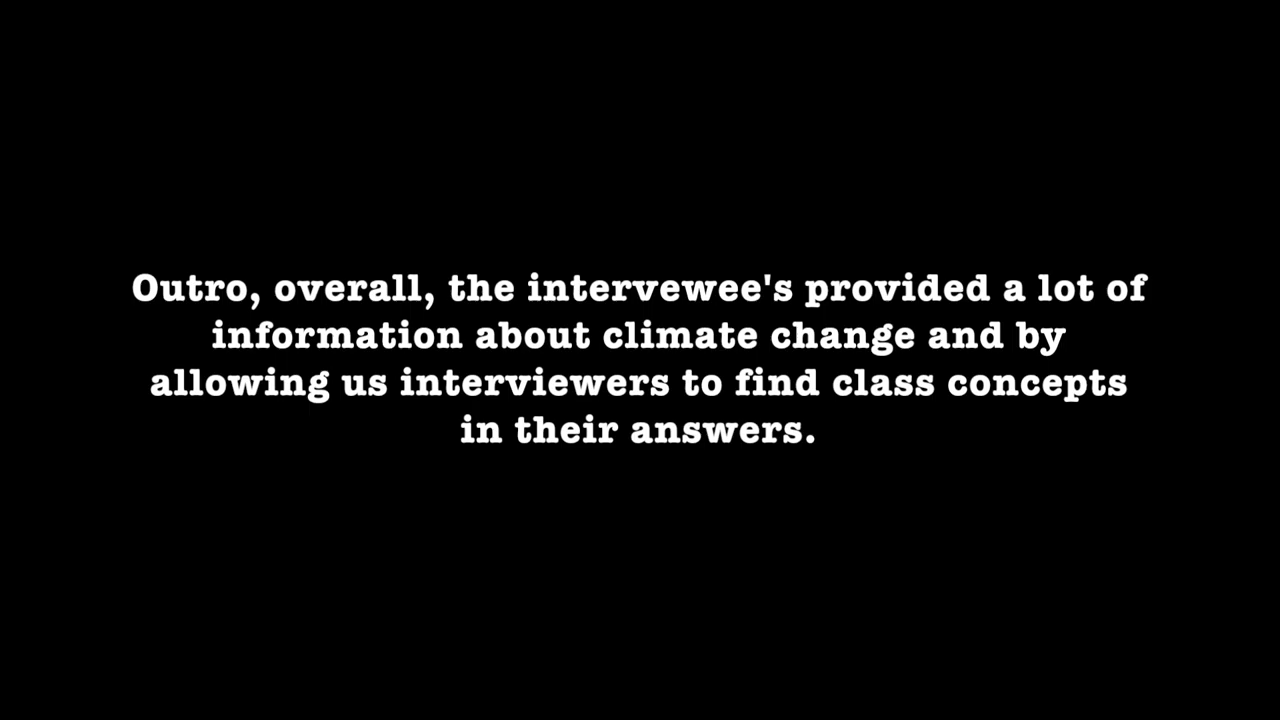 Outro, overall, the intervewee's provided a lot of
information about climate change and by
allowing us interviewers to find class concepts
in their answers.